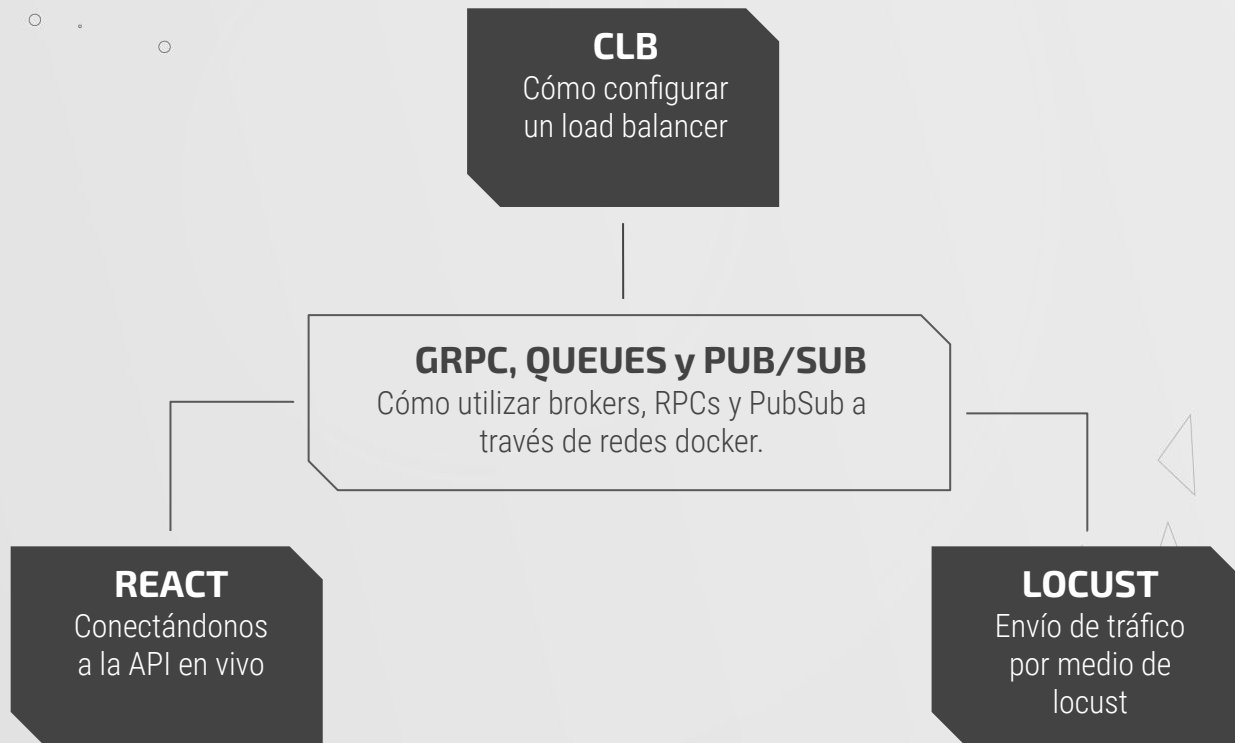 CLB
Cómo configurar
un load balancer
GRPC, QUEUES y PUB/SUB
Cómo utilizar brokers, RPCs y PubSub a
través de redes docker.
REACT
Conectándonos
a la API en vivo
LOCUST
Envío de tráfico
por medio de
locust